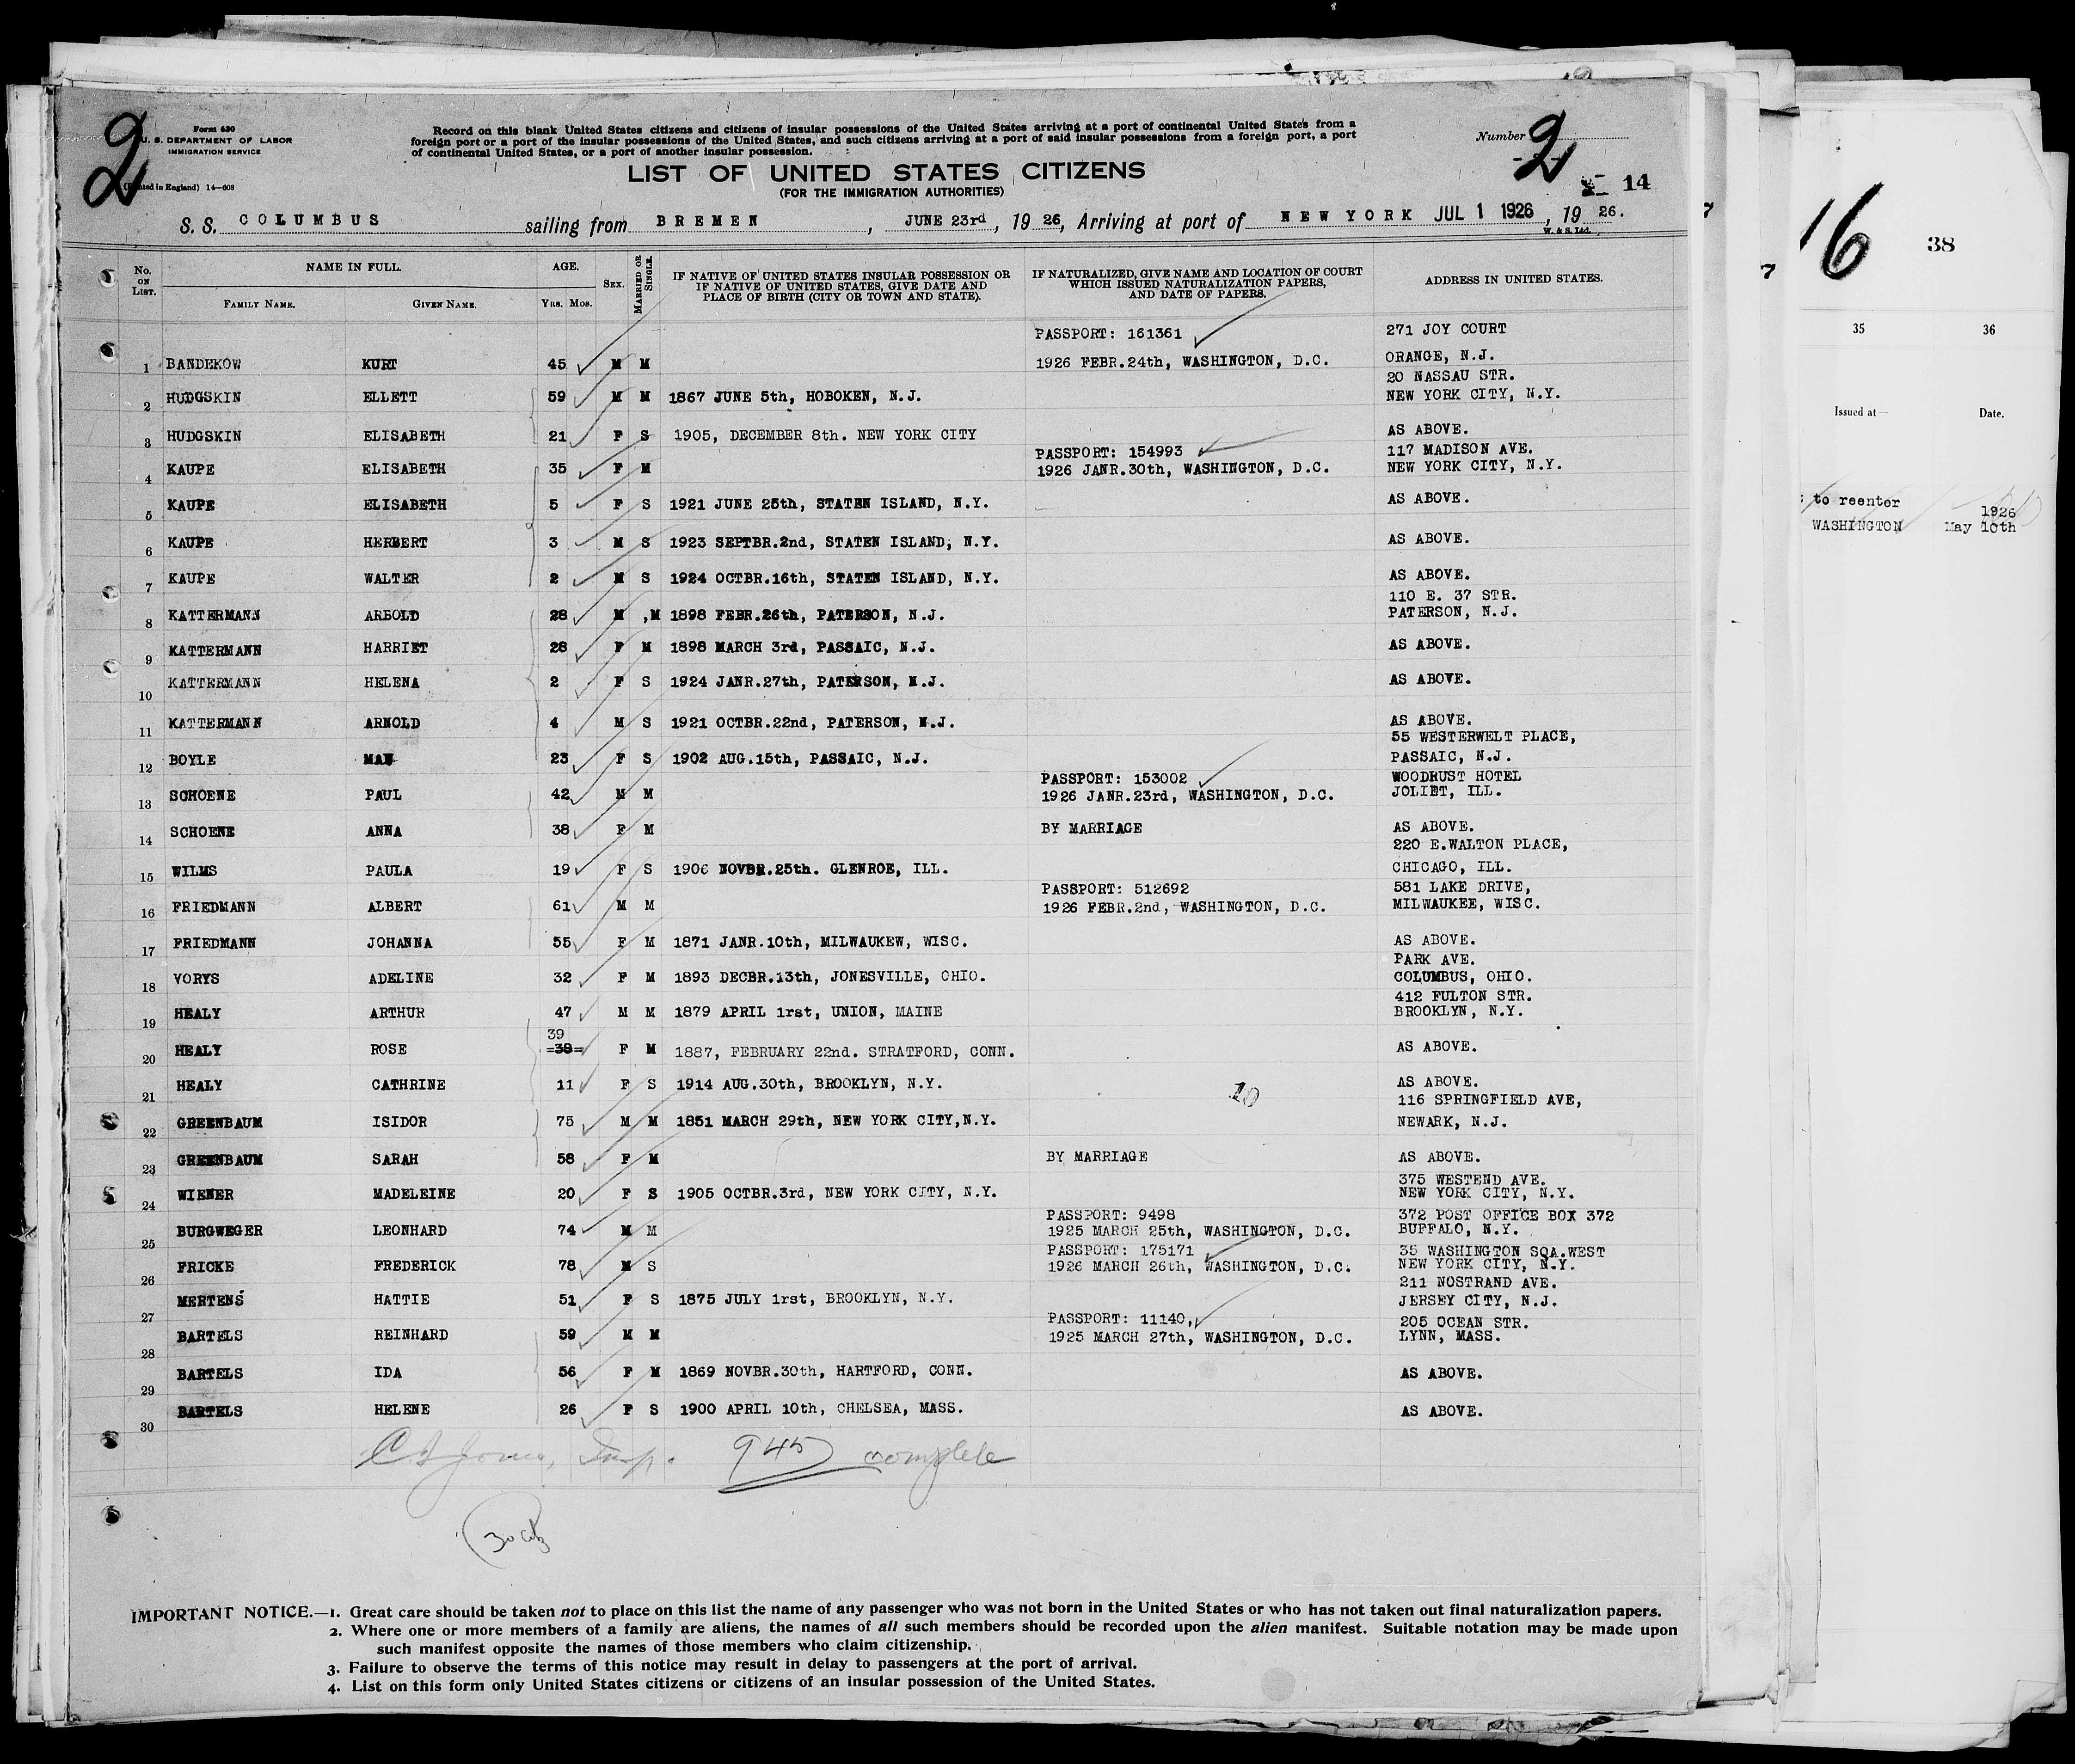 2
Form 630
U. S. DEPARTMENT OF LABOR
IMMIGRATION SERVICE
(Printed in England) 14—608
Record on this blank United States citizens and citizens of insular possessions of the United States arriving at a port of continental United States from a
foreign port or a port of the insular possessions of the United States, and such citizens arriving at a port of said insular possessions from a foreign port, a port
of continental United States, or a port of another insular possession.
Number 2
14
LIST OF UNITED STATES CITIZENS
(FOR THE IMMIGRATION AUTHORITIES)
S. S. COLUMBUS sailing from BREMEN, JUNE 23rd, 19 26, Arriving at port of NEW YORK JUL 1 1926, 19 26.
W. & S. Ltd.
No. ON LIST.
NAME IN FULL.
FAMILY NAME. GIVEN NAME.
AGE.
YRS. MOS.
SEX.
MARRIED OR SINGLE.
IF NATIVE OF UNITED STATES INSULAR POSSESSION OR
IF NATIVE OF UNITED STATES, GIVE DATE AND
PLACE OF BIRTH (CITY OR TOWN AND STATE).
IF NATURALIZED, GIVE NAME AND LOCATION OF COURT
WHICH ISSUED NATURALIZATION PAPERS,
AND DATE OF PAPERS.
ADDRESS IN UNITED STATES.
PASSPORT: 161361 271 JOY COURT
1 BANDEKOW KURT 45 M M 1926 FEBR.24th, WASHINGTON, D.C. ORANGE, N.J.
20 NASSAU STR.
2 HUDGSKIN ELLETT 59 M M 1867 JUNE 5th, HOBOKEN, N.J. NEW YORK CITY, N.Y.
3 HUDGSKIN ELISABETH 21 F S 1905, DECEMBER 8th. NEW YORK CITY AS ABOVE.
PASSPORT: 154993 117 MADISON AVE.
4 KAUPE ELISABETH 35 F M 1926 JANR.30th, WASHINGTON, D.C. NEW YORK CITY, N.Y.
5 KAUPE ELISABETH 5 F S 1921 JUNE 25th, STATEN ISLAND, N.Y. AS ABOVE.
6 KAUPE HERBERT 3 M S 1923 SEPTBR.2nd, STATEN ISLAND, N.Y. AS ABOVE.
7 KAUPE WALTER 2 M S 1924 OCTBR.16th, STATEN ISLAND, N.Y. AS ABOVE.
110 E. 37 STR.
8 KATTERMANN ARBOLD 28 M ,M 1898 FEBR.26th, PATERSON, N.J. PATERSON, N.J.
9 KATTERMANN HARRIET 28 F M 1898 MARCH 3rd, PASSAIC, N.J. AS ABOVE.
10 KATTERMANN HELENA 2 F S 1924 JANR.27th, PATERSON, N.J. AS ABOVE.
11 KATTERMANN ARNOLD 4 M S 1921 OCTBR.22nd, PATERSON, N.J. AS ABOVE.
55 WESTERWELT PLACE,
12 BOYLE 23 F S 1902 AUG.15th, PASSAIC, N.J. PASSAIC, N.J.
PASSPORT: 153002 WOODRUST HOTEL
13 SCHOENE PAUL 42 M M 1926 JANR.23rd, WASHINGTON, D.C. JOLIET, ILL.
14 SCHOENE ANNA 38 F M BY MARRIAGE AS ABOVE.
220 E.WALTON PLACE,
15 WILMS PAULA 19 F S 1906 NOVBR.25th. GLENROE, ILL. CHICAGO, ILL.
PASSPORT: 512692 581 LAKE DRIVE,
16 FRIEDMANN ALBERT 61 M M 1926 FEBR.2nd, WASHINGTON, D.C. MILWAUKEE, WISC.
17 FRIEDMANN JOHANNA 55 F M 1871 JANR.10th, MILWAUKEW, WISC. AS ABOVE.
PARK AVE.
18 VORYS ADELINE 32 F M 1893 DECBR.13th, JONESVILLE, OHIO. COLUMBUS, OHIO.
412 FULTON STR.
19 HEALY ARTHUR 47 M M 1879 APRIL 1rst, UNION, MAINE BROOKLYN, N.Y.
39
20 HEALY ROSE =38= F M 1887, FEBRUARY 22nd. STRATFORD, CONN. AS ABOVE.
21 HEALY CATHRINE 11 F S 1914 AUG.30th, BROOKLYN, N.Y. AS ABOVE.
116 SPRINGFIELD AVE,
22 GREENBAUM ISIDOR 75 M M 1851 MARCH 29th, NEW YORK CITY,N.Y. NEWARK, N.J.
23 GREENBAUM SARAH 58 F M BY MARRIAGE AS ABOVE.
375 WESTEND AVE.
24 WIENER MADELEINE 20 F S 1905 OCTBR.3rd, NEW YORK CITY, N.Y. NEW YORK CITY, N.Y.
PASSPORT: 9498 372 POST OFFICE BOX 372
25 BURGWEGER LEONHARD 74 M M 1925 MARCH 25th, WASHINGTON, D.C. BUFFALO, N.Y.
PASSPORT: 175171 35 WASHINGTON SQA.WEST
26 FRICKE FREDERICK 78 M S 1926 MARCH 26th, WASHINGTON, D.C. NEW YORK CITY, N.Y.
211 NOSTRAND AVE.
27 MERTENS HATTIE 51 F S 1875 JULY 1rst, BROOKLYN, N.Y. JERSEY CITY, N.J.
PASSPORT: 11140, 205 OCEAN STR.
28 BARTELS REINHARD 59 M M 1925 MARCH 27th, WASHINGTON, D.C. LYNN, MASS.
29 BARTELS IDA 56 F M 1869 NOVBR.30th, HARTFORD, CONN. AS ABOVE.
30 BARTELS HELENE 26 F S 1900 APRIL 10th, CHELSEA, MASS. AS ABOVE.
Insp. 945 complete
IMPORTANT NOTICE.—1. Great care should be taken not to place on this list the name of any passenger who was not born in the United States or who has not taken out final naturalization papers.
2. Where one or more members of a family are aliens, the names of all such members should be recorded upon the alien manifest. Suitable notation may be made upon
such manifest opposite the names of those members who claim citizenship.
3. Failure to observe the terms of this notice may result in delay to passengers at the port of arrival.
4. List on this form only United States citizens or citizens of an insular possession of the United States.
7
7
16
38
35 36
Issued at— Date.
to reenter 1926
WASHINGTON May 10th